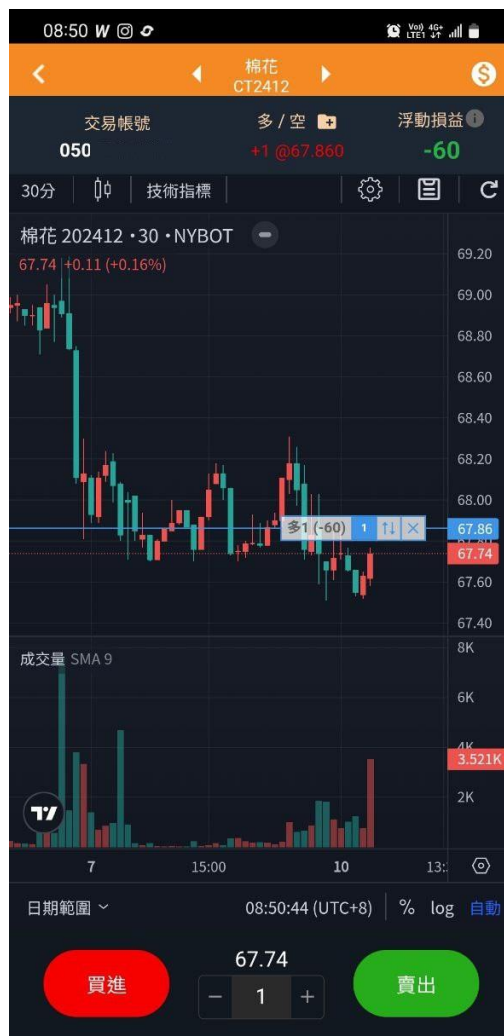 08:50 W
Vo) 4G+
LTE1
棉花
CT2412
交易帳號
多 / 空
浮動損益
050
+1 @67.860
-60
30分
技術指標
棉花 202412 · 30 · NYBOT
67.74 +0.11 (+0.16%)
69.20
69.00
68.80
68.60
68.40
68.20
68.00
多1 (-60) 1
67.86
67.74
67.60
67.40
成交量 SMA 9
8K
6K
4K
3.521K
2K
7 15:00 10
日期範圍
08:50:44 (UTC+8) % log 自動
買進
67.74
− 1 +
賣出